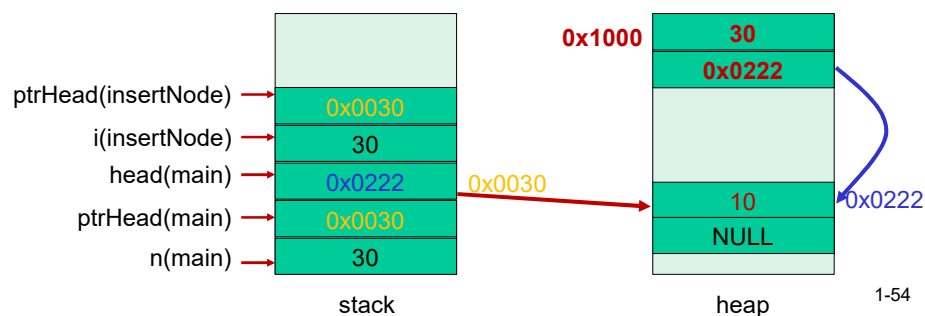 0x1000 30
0x0222
ptrHead(insertNode) 0x0030
i(insertNode) 30
head(main) 0x0222 0x0030
10 0x0222
ptrHead(main) 0x0030
NULL
n(main) 30
stack heap 1-54